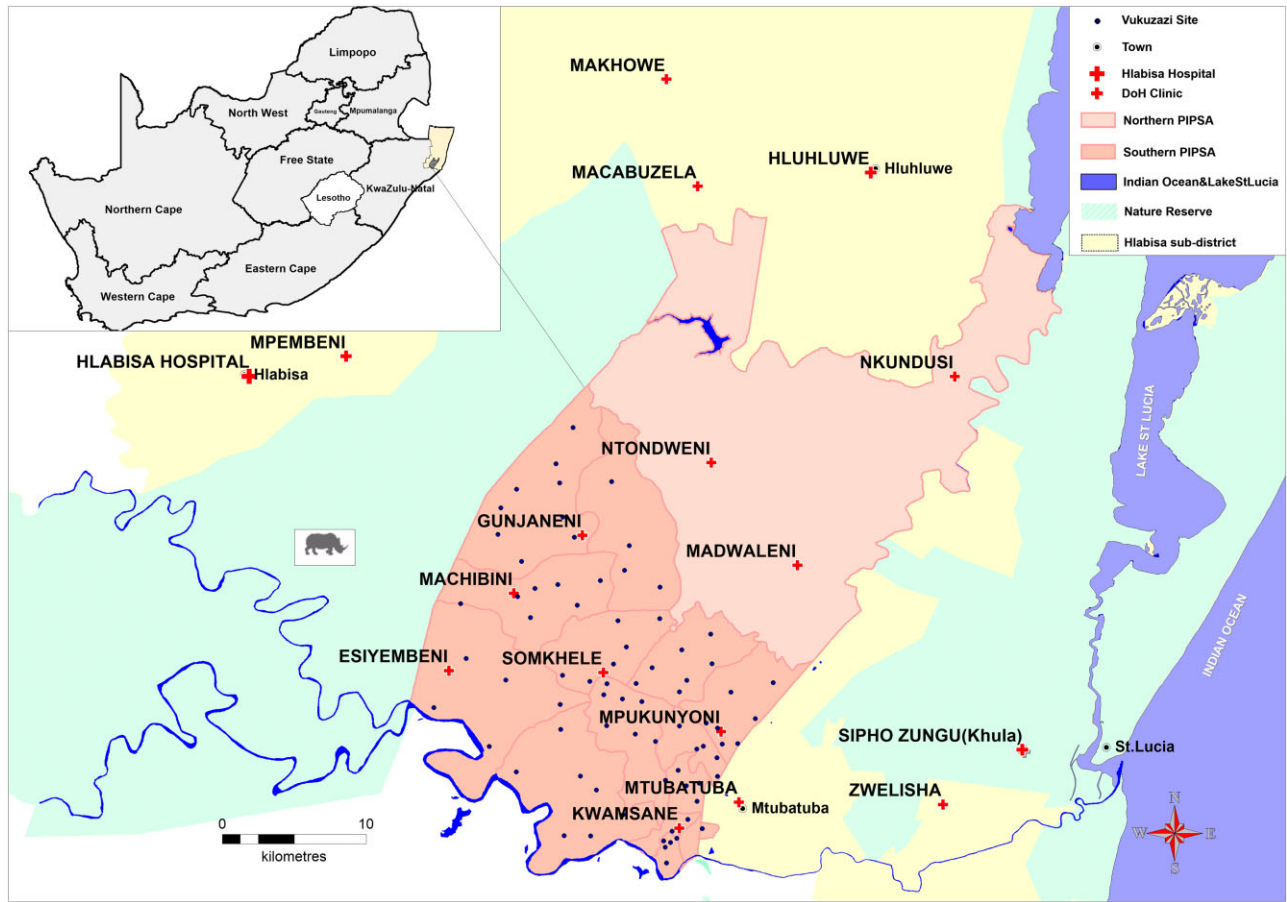 Limpopo
North West
Gauteng
Mpumalanga
Free State
KwaZulu-Natal
Lesotho
Northern Cape
Eastern Cape
Western Cape
Vukuzazi Site
Town
Hlabisa Hospital
DoH Clinic
Northern PIPSA
Southern PIPSA
Indian Ocean&LakeStLucia
Nature Reserve
Hlabisa sub-district
MAKHOWE
MACABUZELA
HLUHLUWE
Hluhluwe
MPEMBENI
HLABISA HOSPITAL
Hlabisa
NKUNDUSI
NTONDWENI
GUNJANENI
MADWALENI
MACHIBINI
ESIYEMBENI
SOMKHELE
MPUKUNYONI
SIPHO ZUNGU(Khula)
St.Lucia
MTUBATUBA
Mtubatuba
ZWELISHA
KWAMSANE
LAKE ST LUCIA
INDIAN OCEAN
0 10
kilometres
N
W E
S